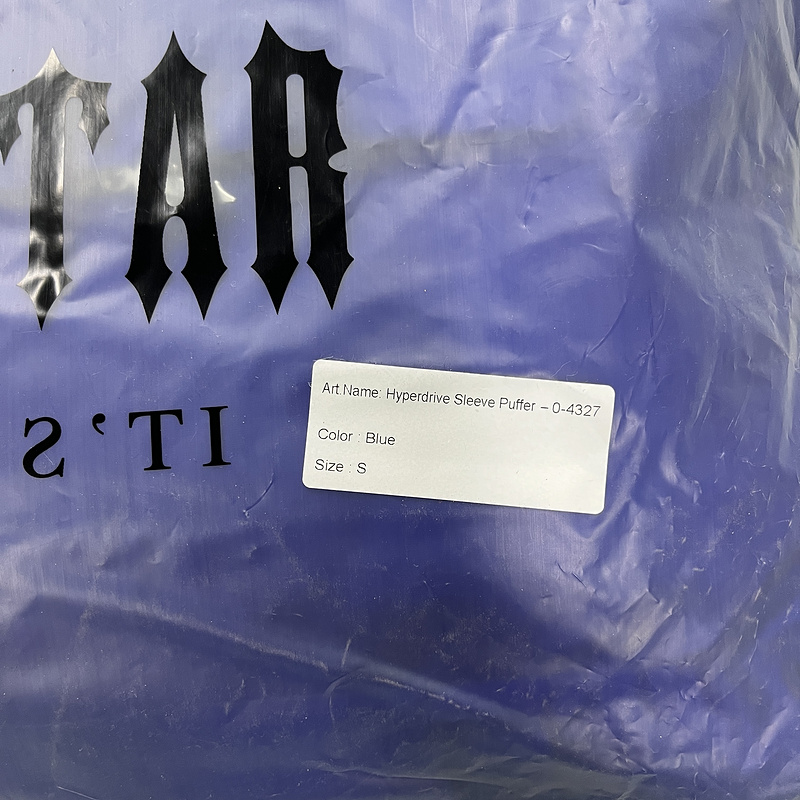 TAR
IT'S
Art.Name: Hyperdrive Sleeve Puffer – 0-4327
Color : Blue
Size : S